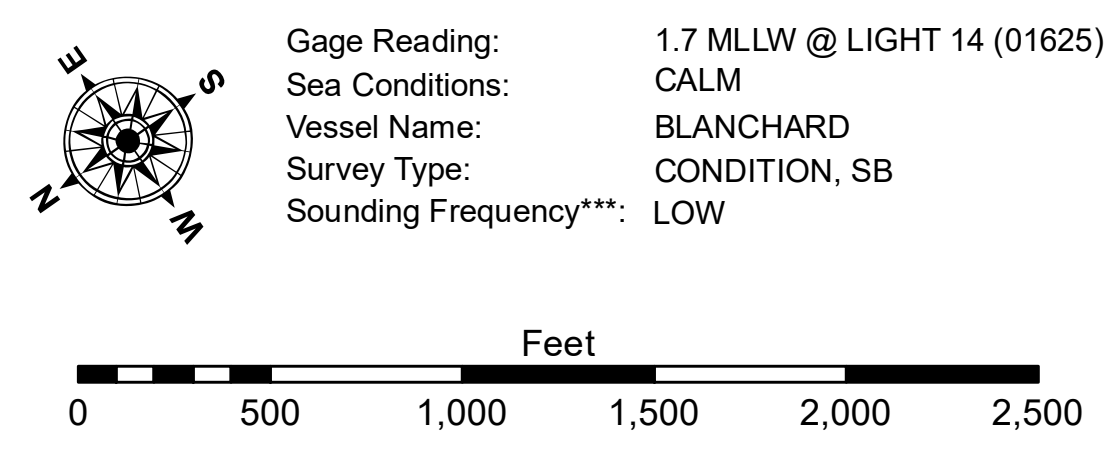 E
S
N
W
Gage Reading: 1.7 MLLW @ LIGHT 14 (01625)
Sea Conditions: CALM
Vessel Name: BLANCHARD
Survey Type: CONDITION, SB
Sounding Frequency***: LOW
Feet
0 500 1,000 1,500 2,000 2,500